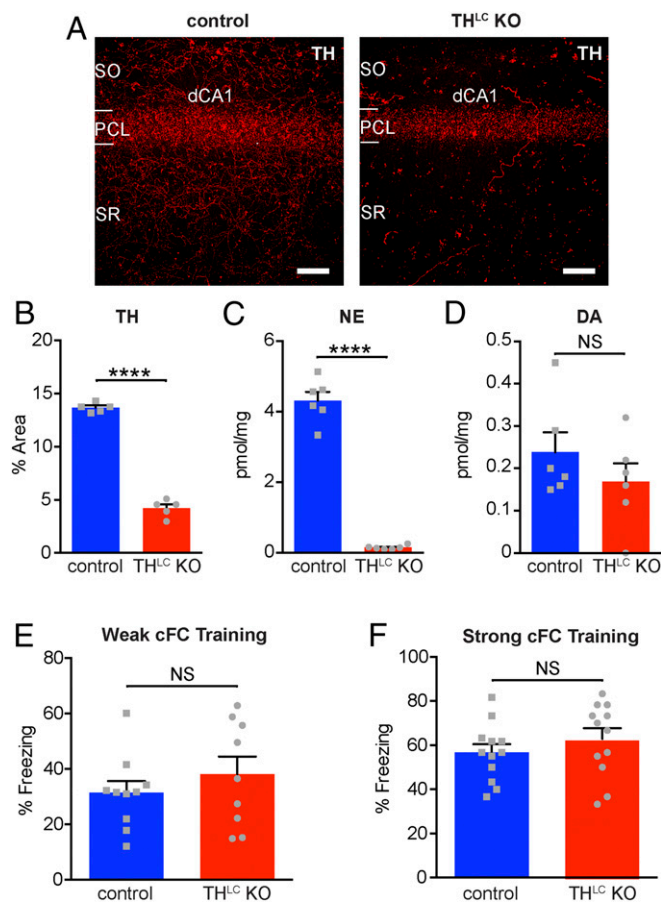 A
control
TH^LC KO
SO
TH
dCA1
PCL
SR
SO
TH
dCA1
PCL
SR
B
TH
% Area
20
15
10
5
0
****
control
TH^LC KO
C
NE
pmol/mg
6
4
2
0
****
control
TH^LC KO
D
DA
pmol/mg
0.5
0.4
0.3
0.2
0.1
0
NS
control
TH^LC KO
E
Weak cFC Training
% Freezing
80
60
40
20
0
NS
control
TH^LC KO
F
Strong cFC Training
% Freezing
100
80
60
40
20
0
NS
control
TH^LC KO